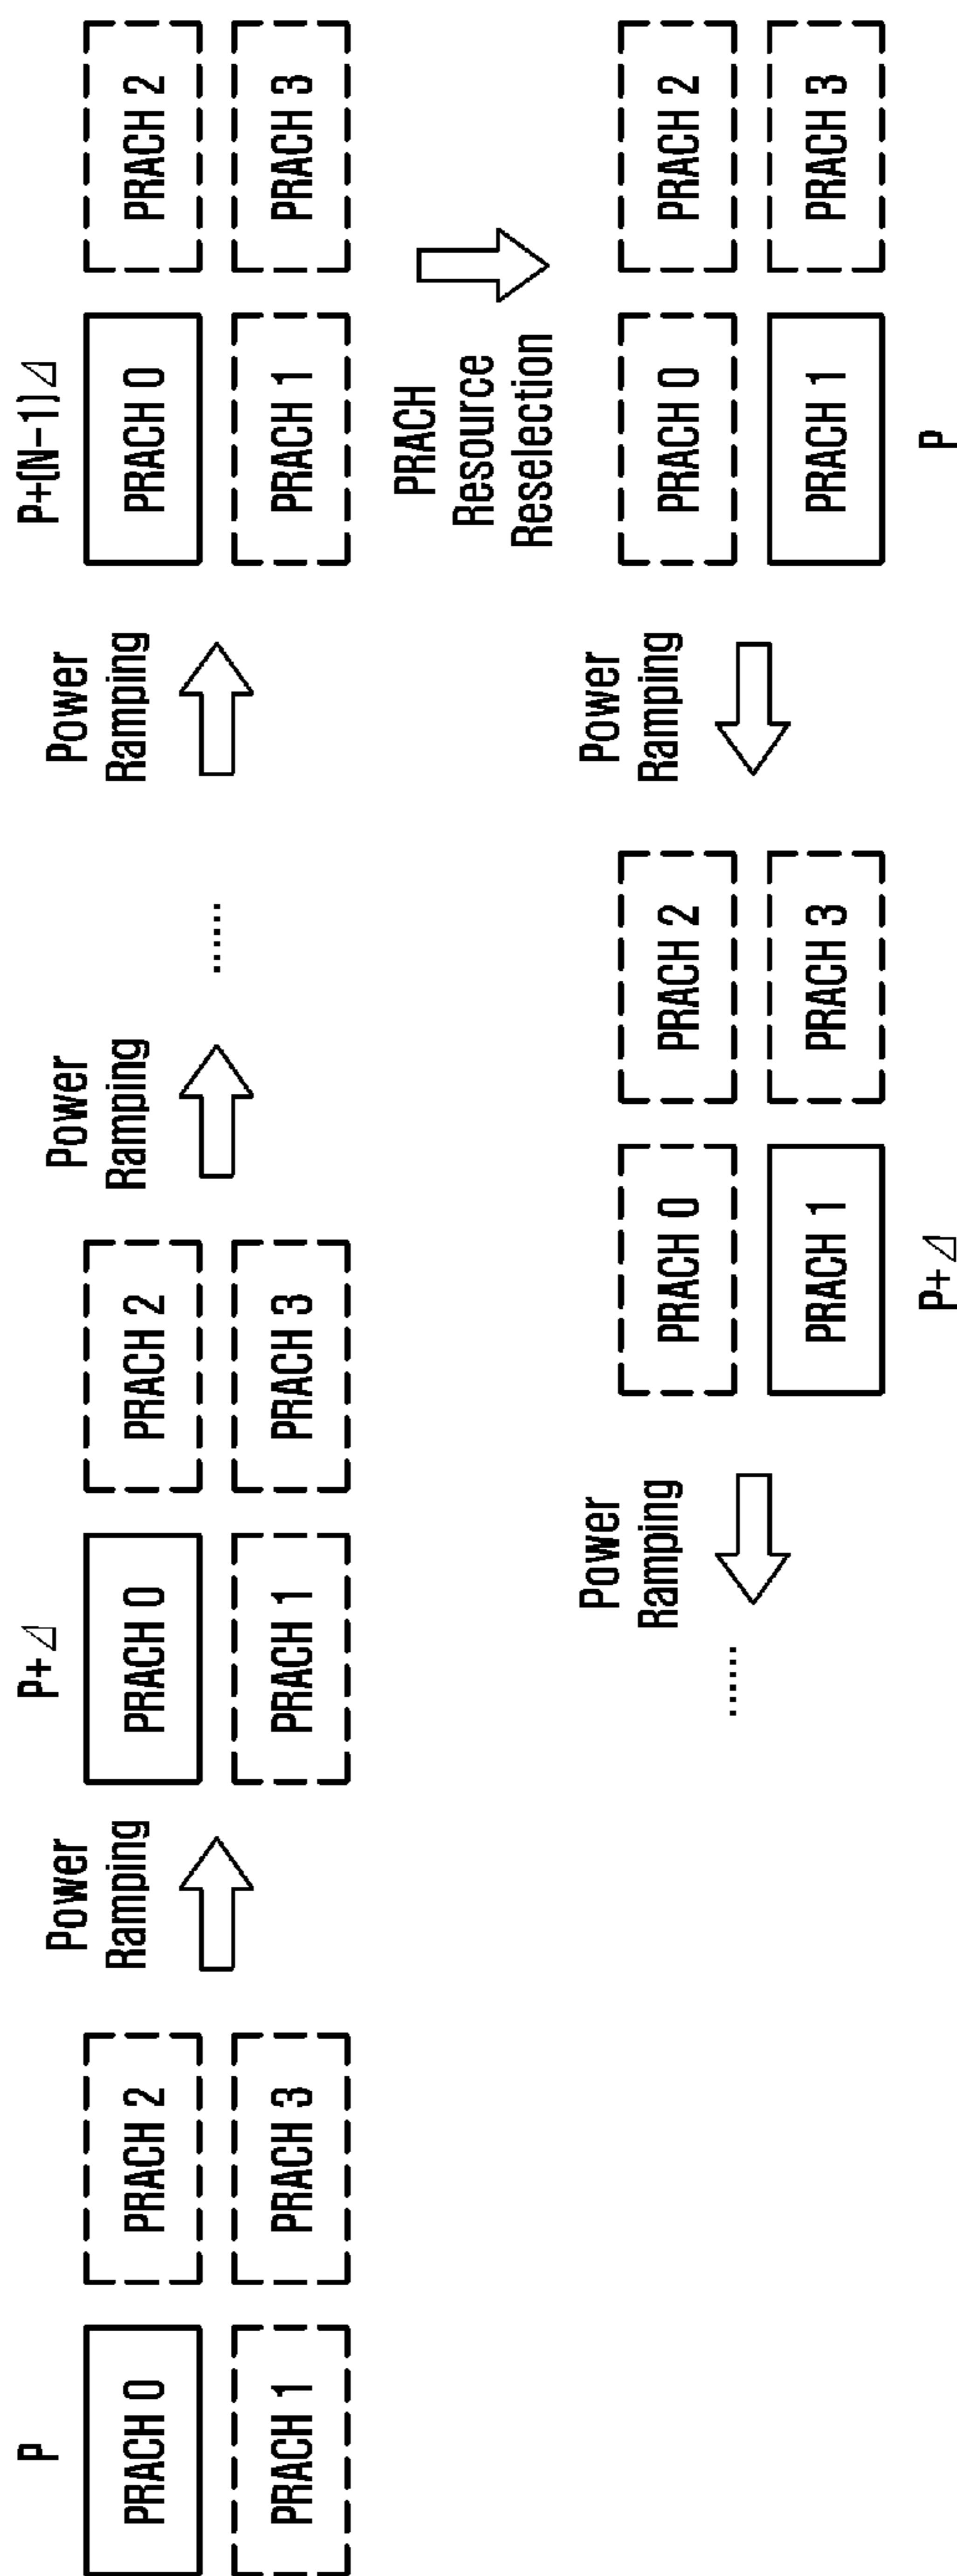 P
PRACH 0
PRACH 2
PRACH 1
PRACH 3
Power
Ramping
P+⊿
PRACH 0
PRACH 2
PRACH 1
PRACH 3
Power
Ramping
......
Power
Ramping
P+(N-1)⊿
PRACH 0
PRACH 2
PRACH 1
PRACH 3
PRACH
Resource
Reselection
PRACH 0
PRACH 2
PRACH 1
PRACH 3
P
Power
Ramping
PRACH 0
PRACH 2
PRACH 1
PRACH 3
P+⊿
Power
Ramping
......